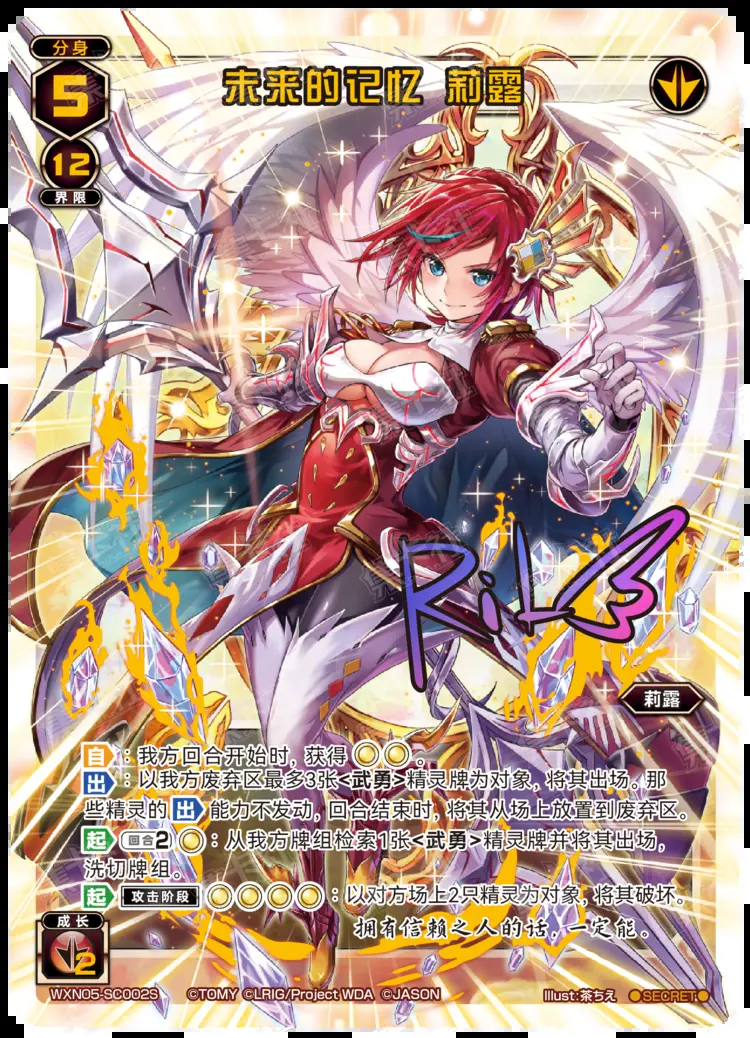 分身
5
未来的记忆 莉露
12
界限
RiL
莉露
自：我方回合开始时，获得。
出：以我方废弃区最多3张<武勇>精灵牌为对象，将其出场。那
些精灵的出能力不发动，回合结束时，将其从场上放置到废弃区。
起 回合2：从我方牌组检索1张<武勇>精灵牌并将其出场，
洗切牌组。
起 攻击阶段：以对方场上2只精灵为对象，将其破坏。
拥有信赖之人的话，一定能。
成长
2
WXN05-SC002S ©TOMY ©LRIG/Project WDA ©JASON Illust:茶ちえ ●SECRET●